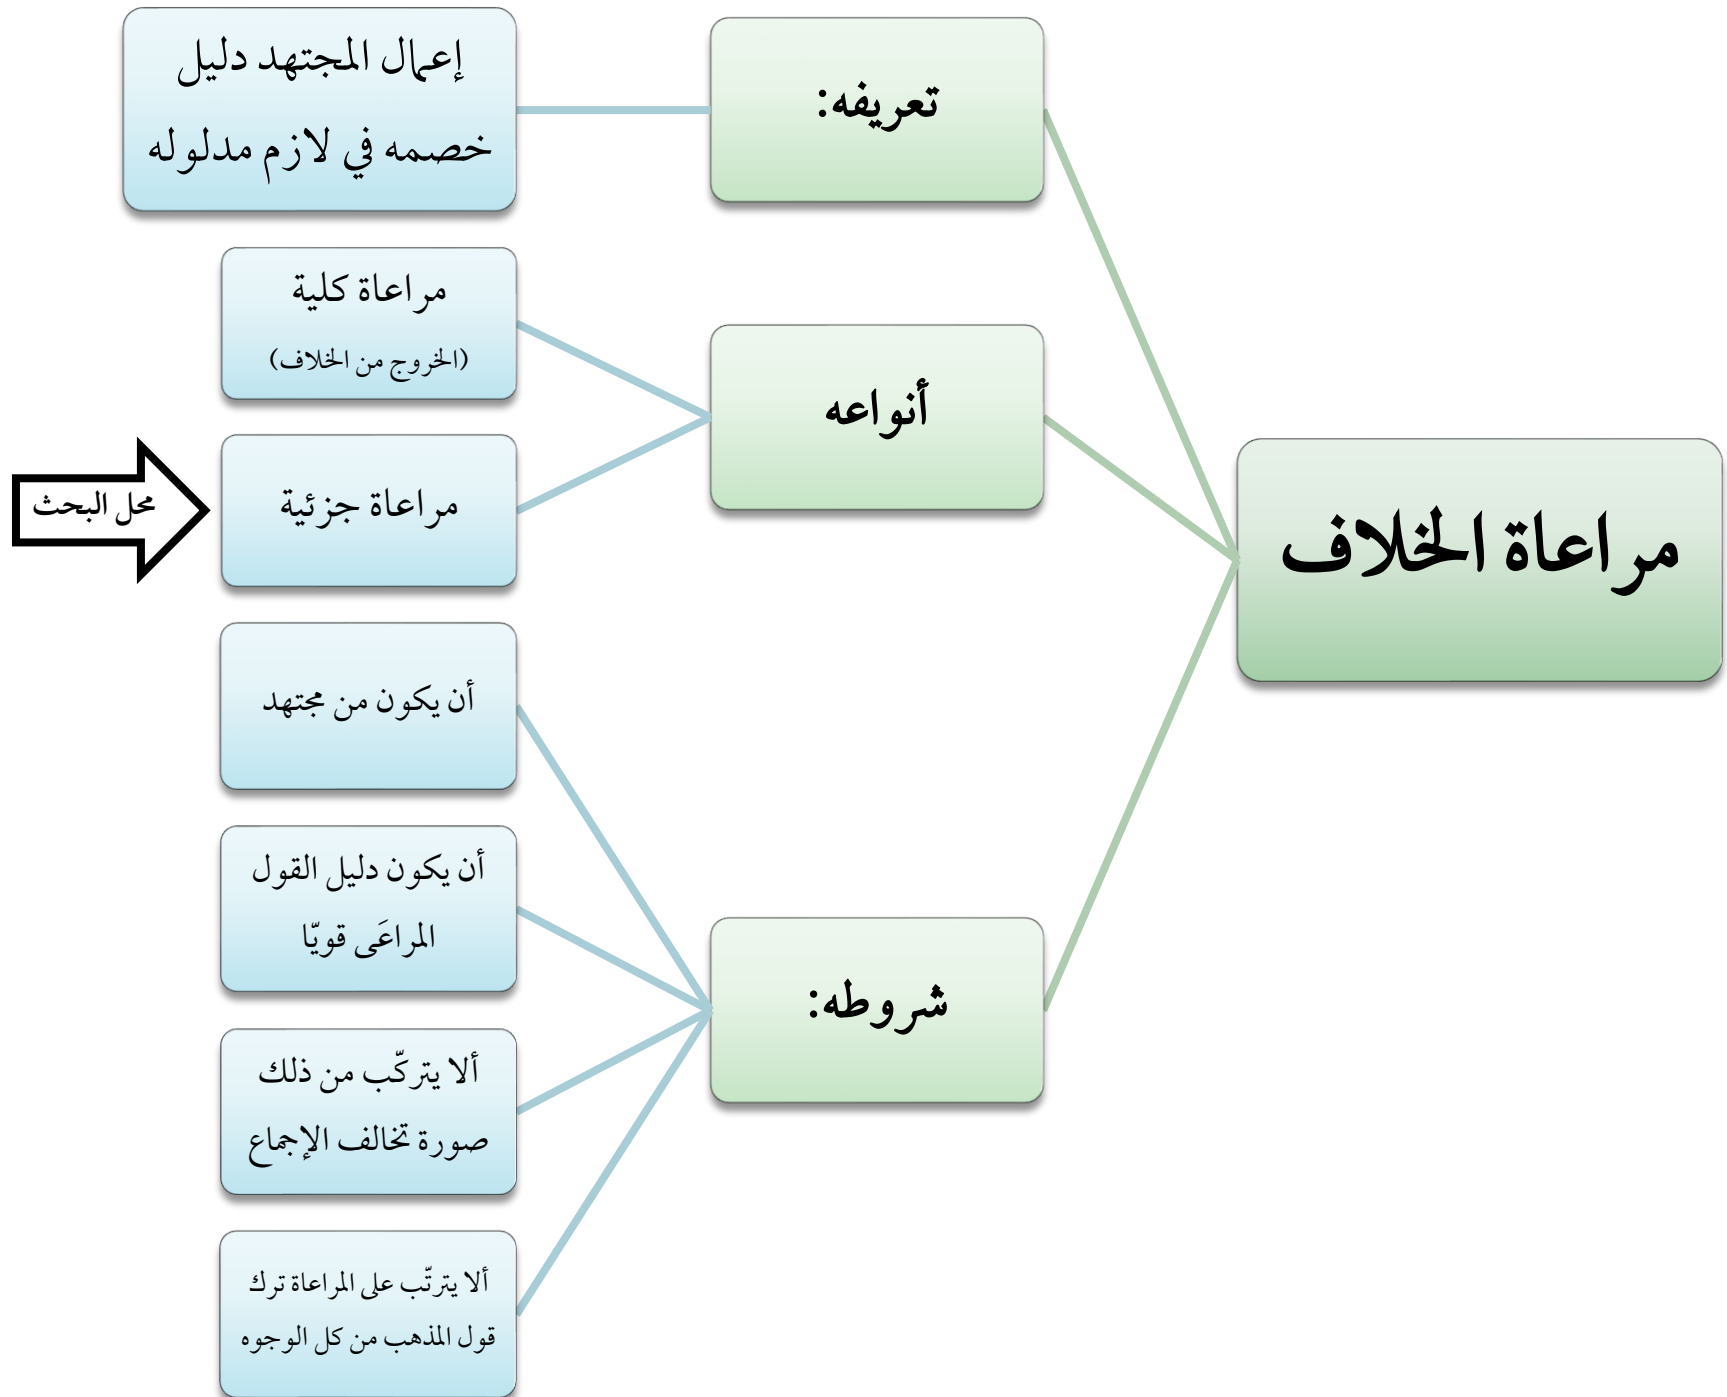 مراعاة الخلاف
تعريفه:
إعمال المجتهد دليل
خصمه في لازم مدلوله
أنواعه
مراعاة كلية
(الخروج من الخلاف)
مراعاة جزئية
محل البحث
شروطه:
أن يكون من مجتهد
أن يكون دليل القول
المراعَى قويّا
ألا يتركّب من ذلك
صورة تخالف الإجماع
ألا يترتّب على المراعاة ترك
قول المذهب من كل الوجوه